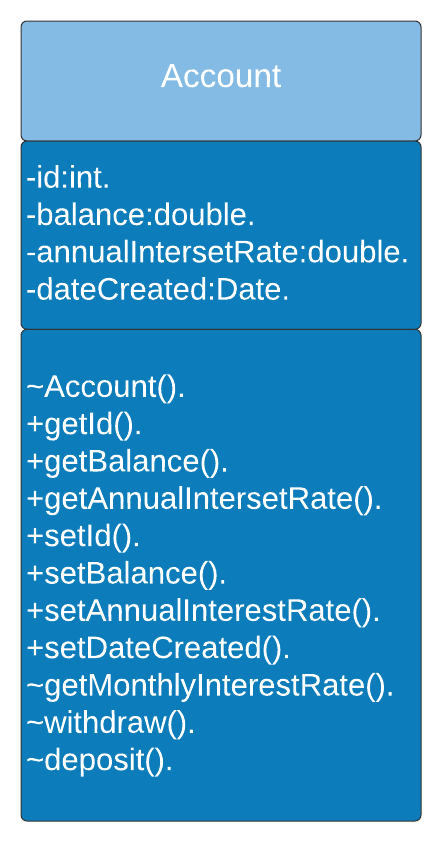 Account
-id:int.
-balance:double.
-annualIntersetRate:double.
-dateCreated:Date.
~Account().
+getId().
+getBalance().
+getAnnualIntersetRate().
+setId().
+setBalance().
+setAnnualInterestRate().
+setDateCreated().
~getMonthlyInterestRate().
~withdraw().
~deposit().